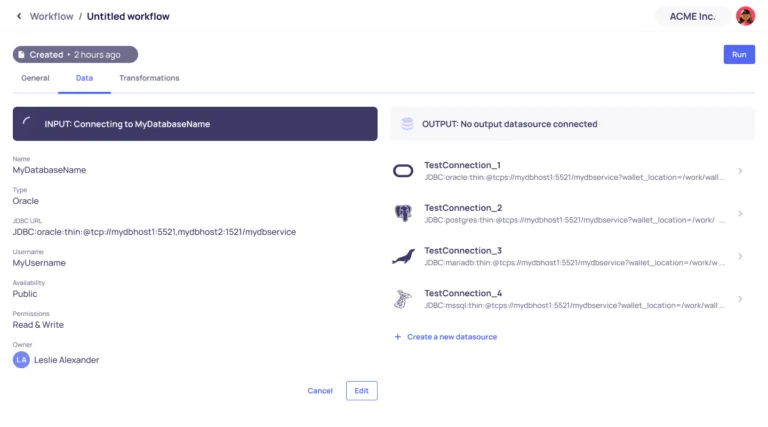 Workflow / Untitled workflow
ACME Inc.
Created • 2 hours ago
Run
General Data Transformations
INPUT: Connecting to MyDatabaseName
Name
MyDatabaseName
Type
Oracle
JDBC URL
JDBC:oracle:thin:@tcp://mydbhost1:5521,mydbhost2:1521/mydbservice
Username
MyUsername
Availability
Public
Permissions
Read & Write
Owner
LA Leslie Alexander
Cancel Edit
OUTPUT: No output datasource connected
TestConnection_1
JDBC:oracle:thin:@tcps://mydbhost1:5521/mydbservice?wallet_location=/work/wall ...
TestConnection_2
JDBC:postgres:thin:@tcps://mydbhost1:5521/mydbservice?wallet_location=/work/ ...
TestConnection_3
JDBC:mariadb:thin:@tcps://mydbhost1:5521/mydbservice?wallet_location=/work/w ...
TestConnection_4
JDBC:mssql:thin:@tcps://mydbhost1:5521/mydbservice?wallet_location=/work/wall ...
+ Create a new datasource